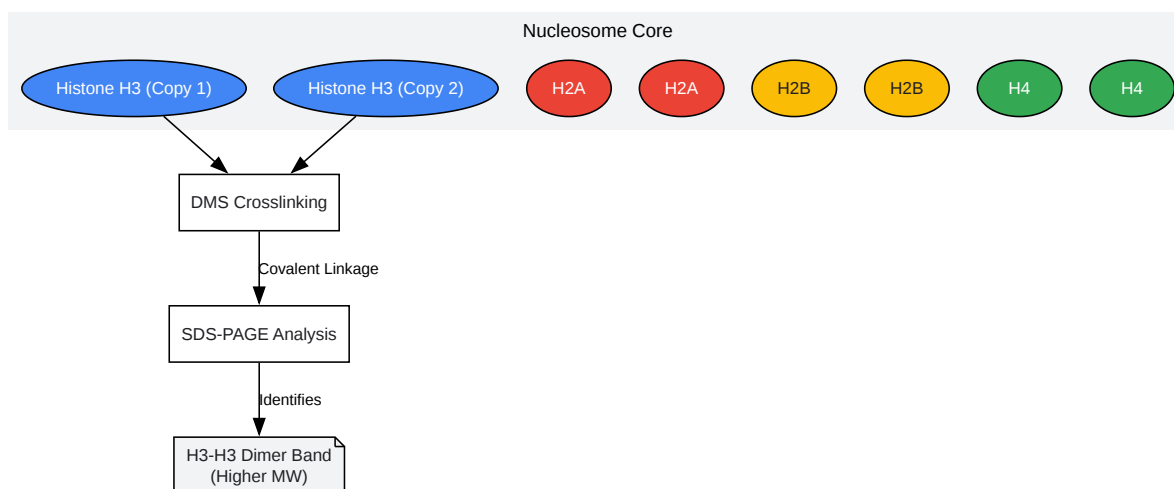 Nucleosome Core
Histone H3 (Copy 1)
Histone H3 (Copy 2)
H2A
H2A
H2B
H2B
H4
H4
DMS Crosslinking
Covalent Linkage
SDS-PAGE Analysis
Identifies
H3-H3 Dimer Band
(Higher MW)